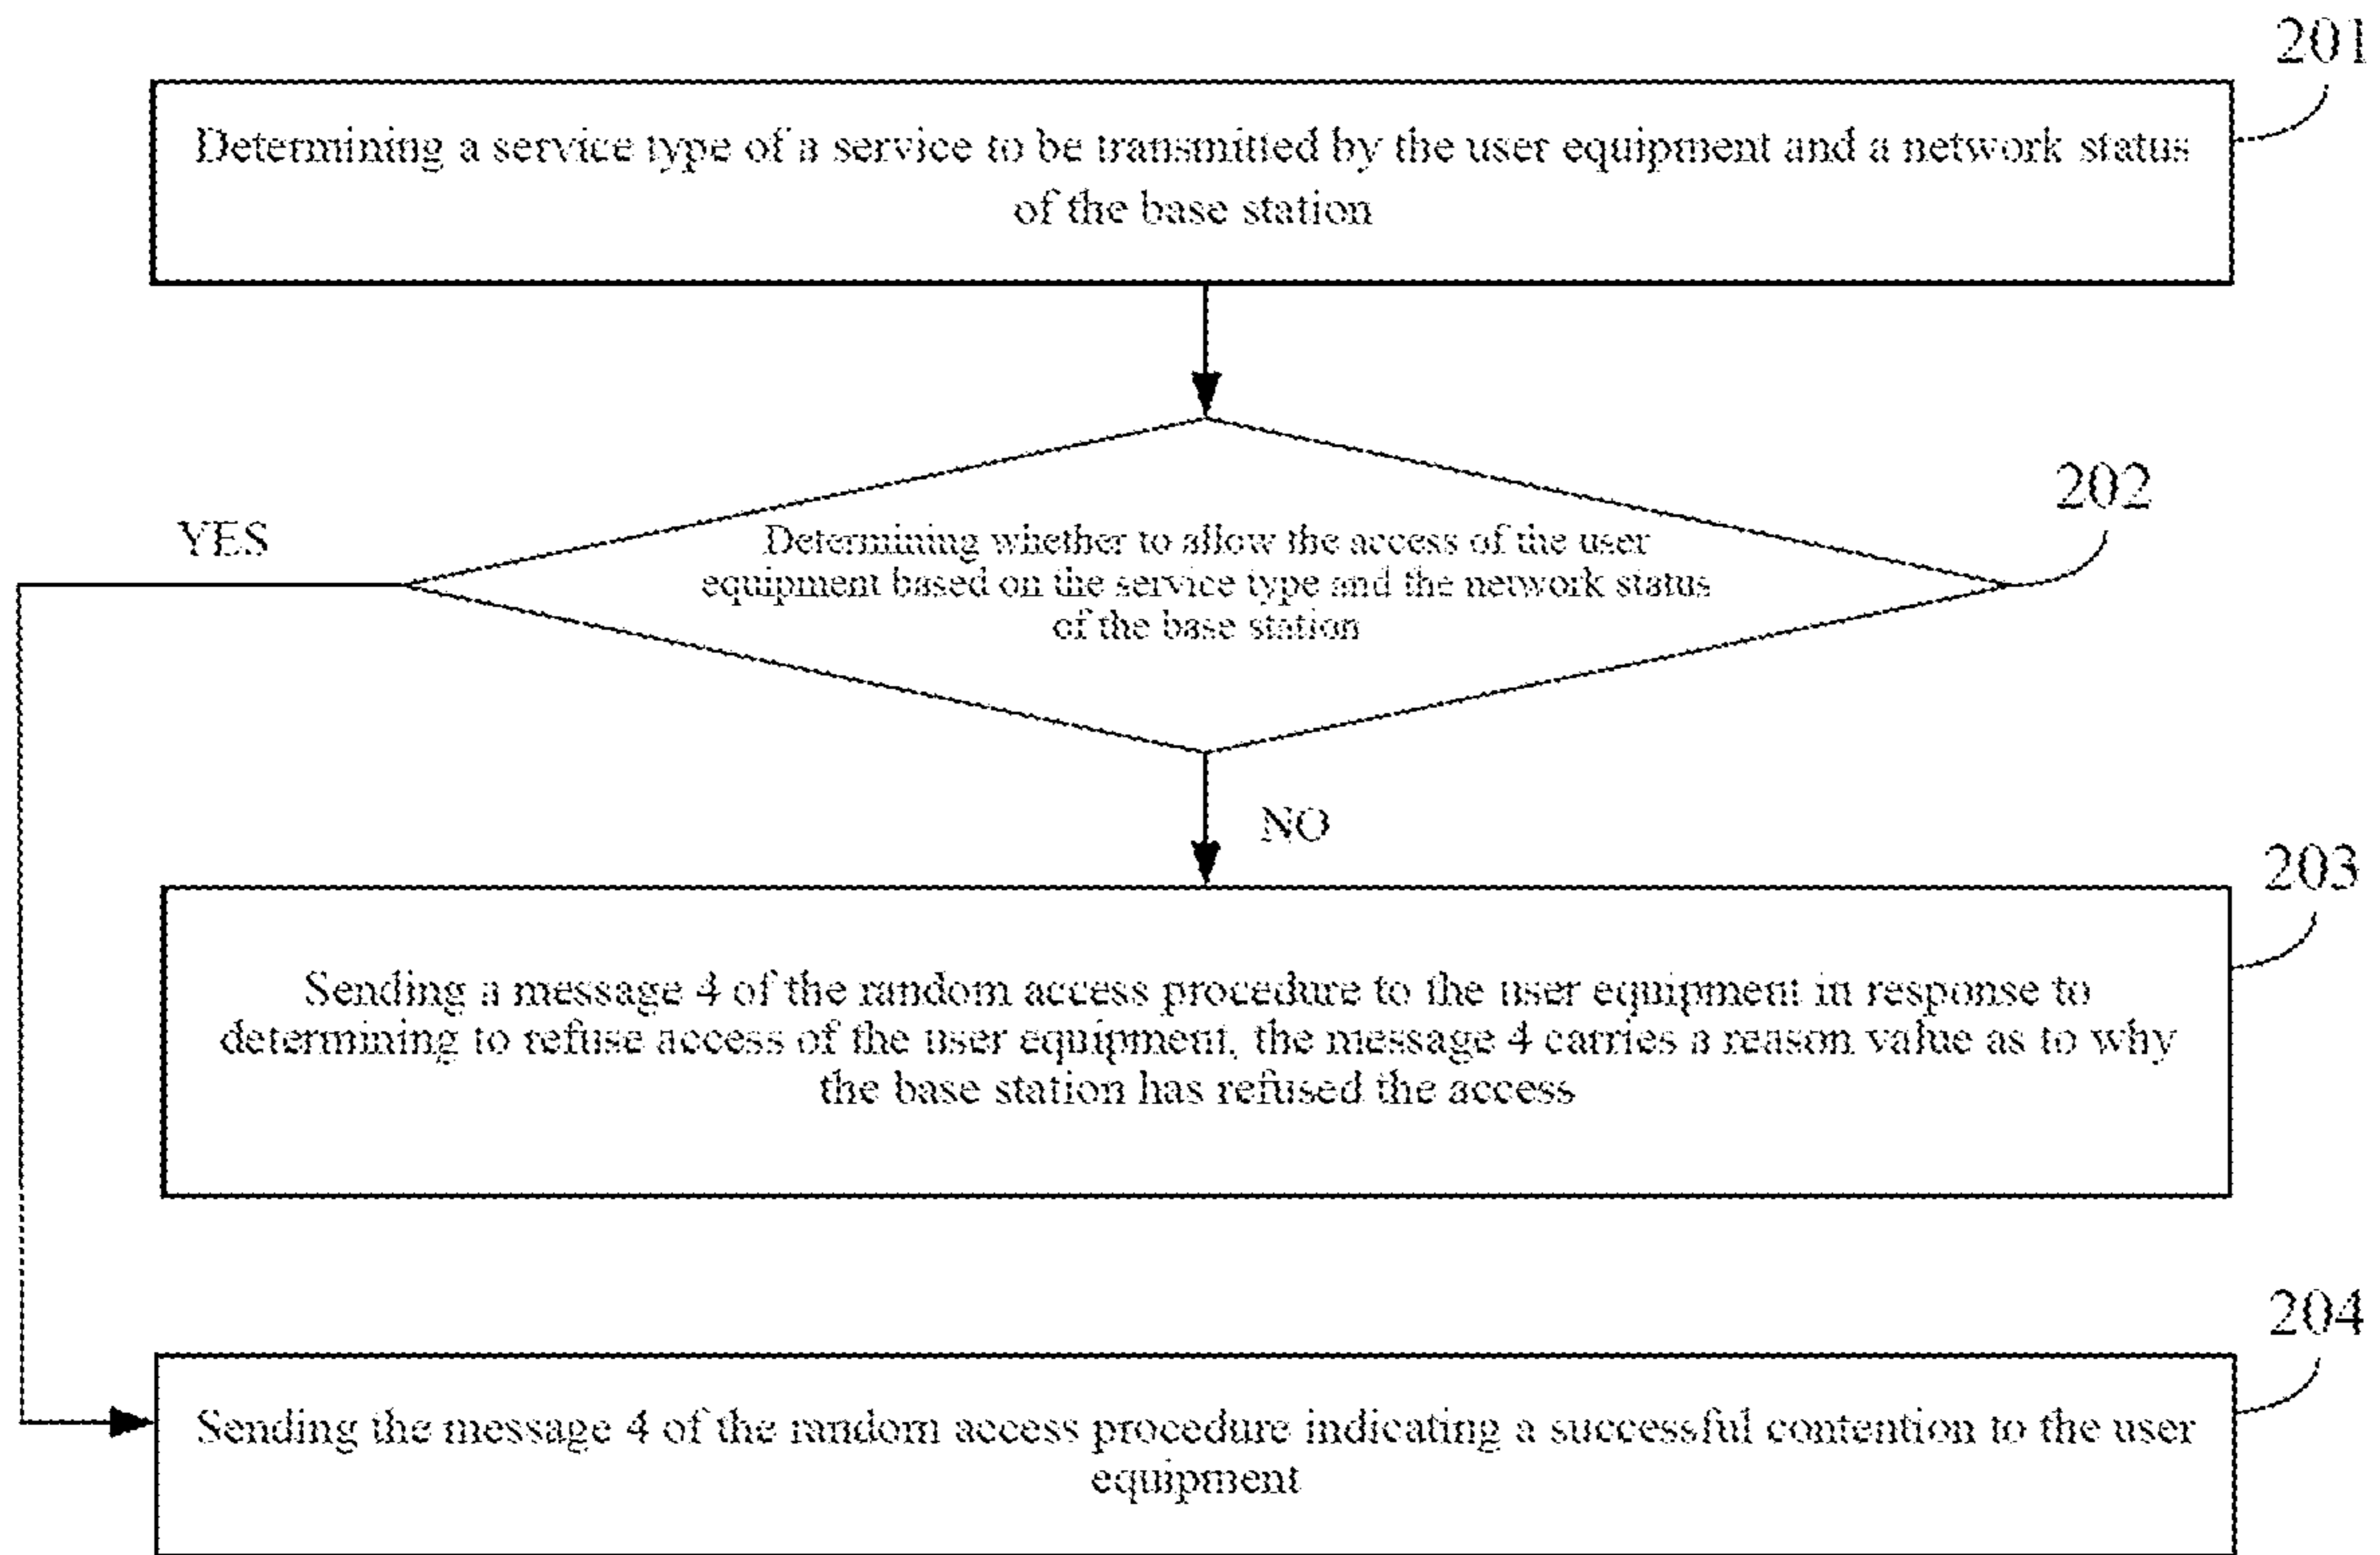 201
Determining a service type of a service to be transmitted by the user equipment and a network status
of the base station
202
YES
Determining whether to allow the access of the user
equipment based on the service type and the network status
of the base station
NO
203
Sending a message 4 of the random access procedure to the user equipment in response to
determining to refuse access of the user equipment, the message 4 carries a reason value as to why
the base station has refused the access
204
Sending the message 4 of the random access procedure indicating a successful contention to the user
equipment